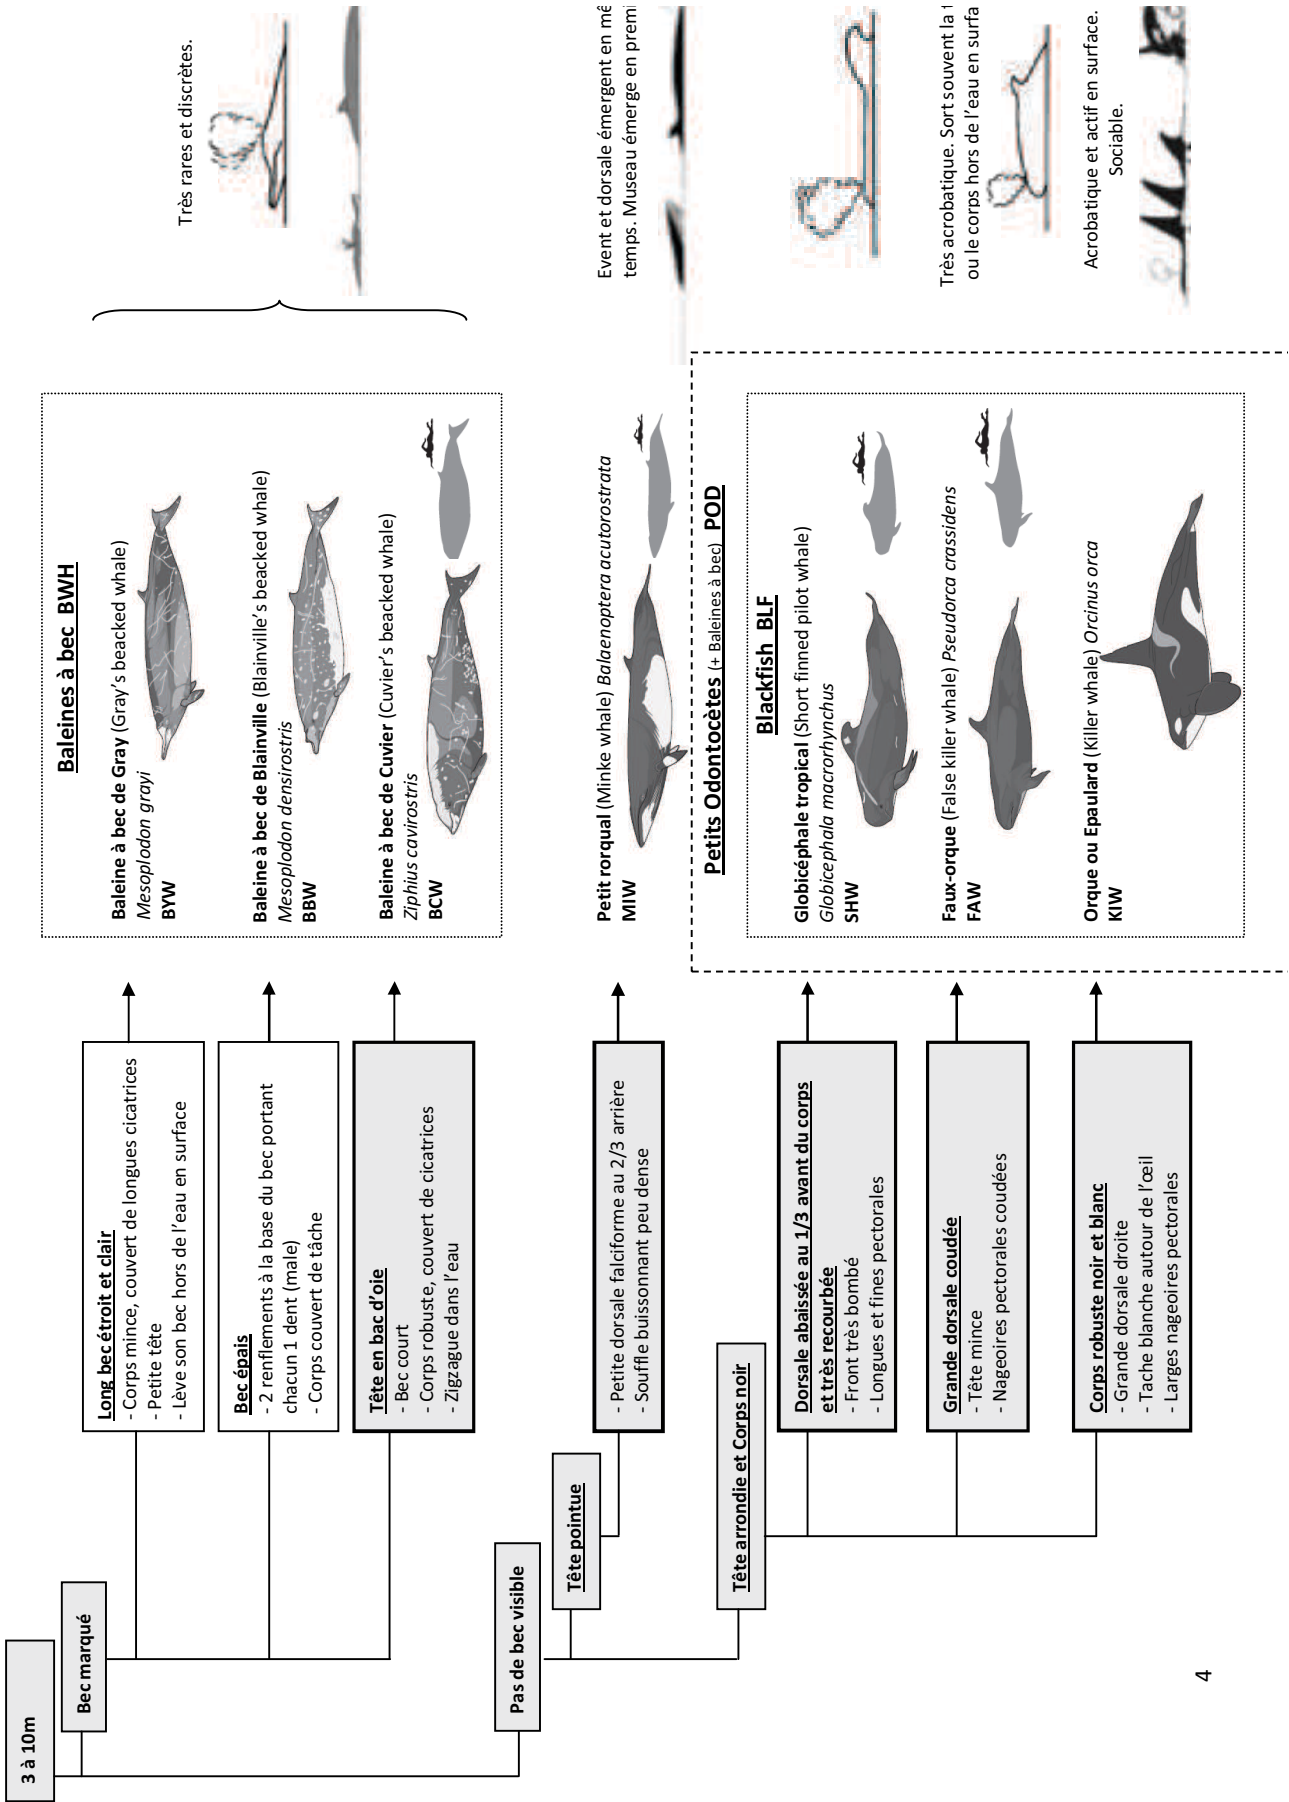 3 à 10m
Bec marqué
Long bec étroit et clair
- Corps mince, couvert de longues cicatrices
- Petite tête
- Lève son bec hors de l'eau en surface
Bec épais
- 2 renflements à la base du bec portant
chacun 1 dent (male)
- Corps couvert de tâche
Tête en bac d'oie
- Bec court
- Corps robuste, couvert de cicatrices
- Zigzague dans l'eau
Baleines à bec BWH
Baleine à bec de Gray (Gray's beacked whale)
Mesoplodon grayi
BYW
Baleine à bec de Blainville (Blainville's beacked whale)
Mesoplodon densirostris
BBW
Baleine à bec de Cuvier (Cuvier's beacked whale)
Ziphius cavirostris
BCW
Très rares et discrètes.
Pas de bec visible
Tête pointue
- Petite dorsale falciforme au 2/3 arrière
- Souffle buissonnant peu dense
Petit rorqual (Minke whale) Balaenoptera acutorostrata
MIW
Event et dorsale émergent en mê
temps. Museau émerge en premi
Tête arrondie et Corps noir
Dorsale abaissée au 1/3 avant du corps
et très recourbée
- Front très bombé
- Longues et fines pectorales
Grande dorsale coudée
- Tête mince
- Nageoires pectorales coudées
Corps robuste noir et blanc
- Grande dorsale droite
- Tache blanche autour de l'œil
- Larges nageoires pectorales
Petits Odontocètes (+ Baleines à bec) POD
Blackfish BLF
Globicéphale tropical (Short finned pilot whale)
Globicephala macrorhynchus
SHW
Faux-orque (False killer whale) Pseudorca crassidens
FAW
Très acrobatique. Sort souvent la
ou le corps hors de l'eau en surfa
Orque ou Epaulard (Killer whale) Orcinus orca
KIW
Acrobatique et actif en surface.
Sociable.
4